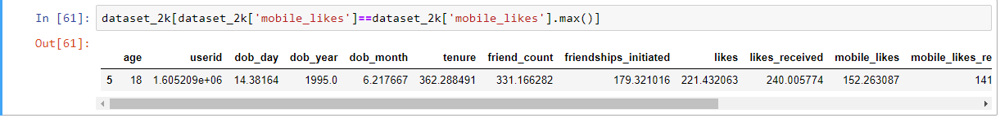 In [61]: dataset_2k[dataset_2k['mobile_likes']==dataset_2k['mobile_likes'].max()]
Out[61]:
age userid dob_day dob_year dob_month tenure friend_count friendships_initiated likes likes_received mobile_likes mobile_likes_re
5 18 1.605209e+06 14.38164 1995.0 6.217667 362.288491 331.166282 179.321016 221.432063 240.005774 152.263087 141